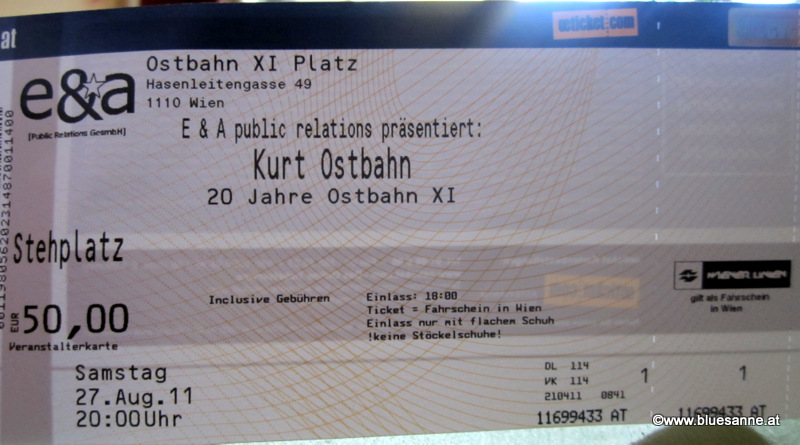 at
oeticket.com
Ostbahn XI Platz
Hasenleitengasse 49
1110 Wien
e&a
[Public Relations GesmbH]
E & A public relations präsentiert:
Kurt Ostbahn
20 Jahre Ostbahn XI
Stehplatz
EUR 50,00
Veranstalterkarte
Inclusive Gebühren
Einlass: 18:00
Ticket = Fahrschein in Wien
Einlass nur mit flachem Schuh
!keine Stöckelschuhe!
WIENER LINIEN
gilt als Fahrschein
in Wien
Samstag
27.Aug.11
20:00Uhr
DL 114
VK 114
210411 0841
1
1
11699433 AT
11699433 AT
©www.bluesanne.at